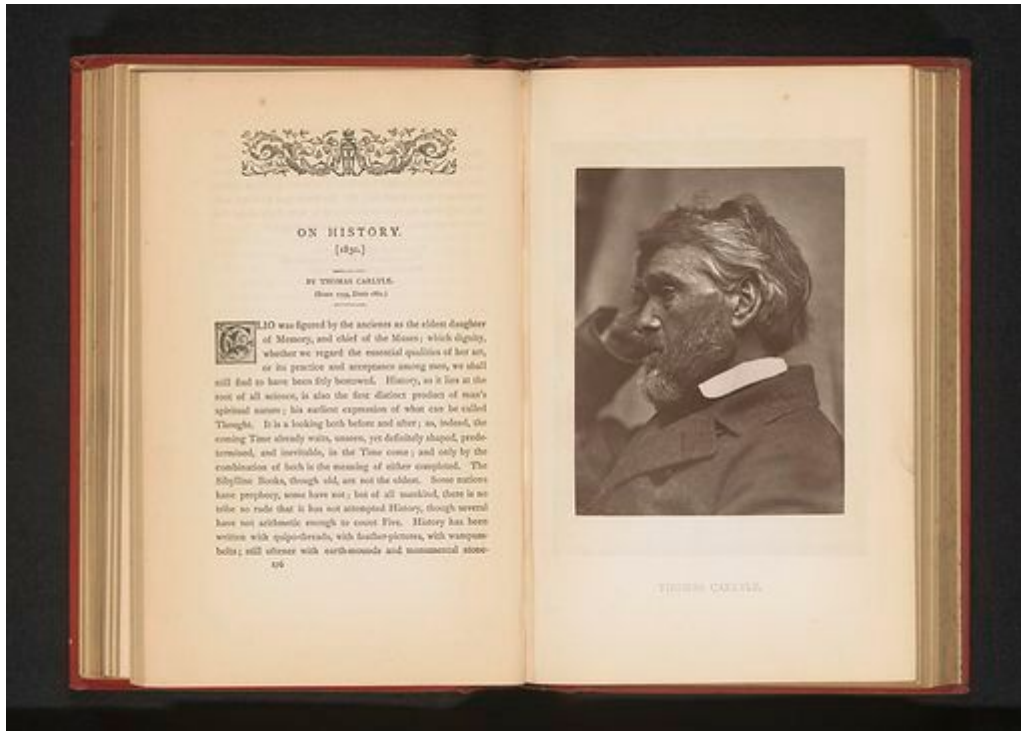 ON HISTORY.
[1830.]
BY THOMAS CARLYLE.
(Born 1795, Died 1881.)
CLIO was figured by the ancients as the eldest daughter
of Memory, and chief of the Muses; which dignity,
whether we regard the essential qualities of her art,
or its practice and acceptance among men, we shall
still find to have been fitly bestowed. History, as it lies at the
root of all science, is also the first distinct product of man's
spiritual nature; his earliest expression of what can be called
Thought. It is a looking both before and after; as, indeed, the
coming Time already waits, unseen, yet definitely shaped, prede-
termined, and inevitable, in the Time come; and only by the
combination of both is the meaning of either completed. The
Sibylline Books, though old, are not the oldest. Some nations
have prophecy, some have not; but of all mankind, there is no
tribe so rude that it has not attempted History, though several
have not arithmetic enough to count Five. History has been
written with quipo-threads, with feather-pictures, with wampum-
belts; still oftener with earth-mounds and monumental stone-
THOMAS CARLYLE.